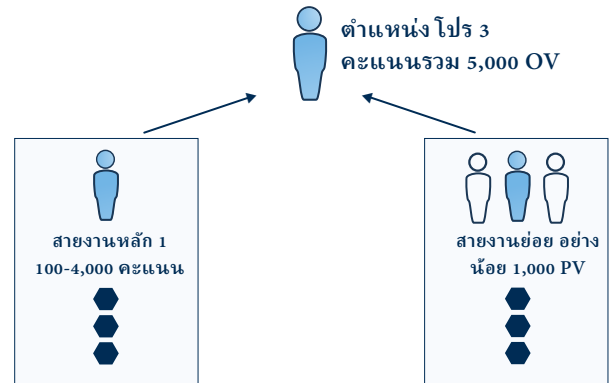 ตำแหน่ง โปร 3
คะแนนรวม 5,000 OV
สายงานหลัก 1
100-4,000 คะแนน
สายงานย่อย อย่าง
น้อย 1,000 PV